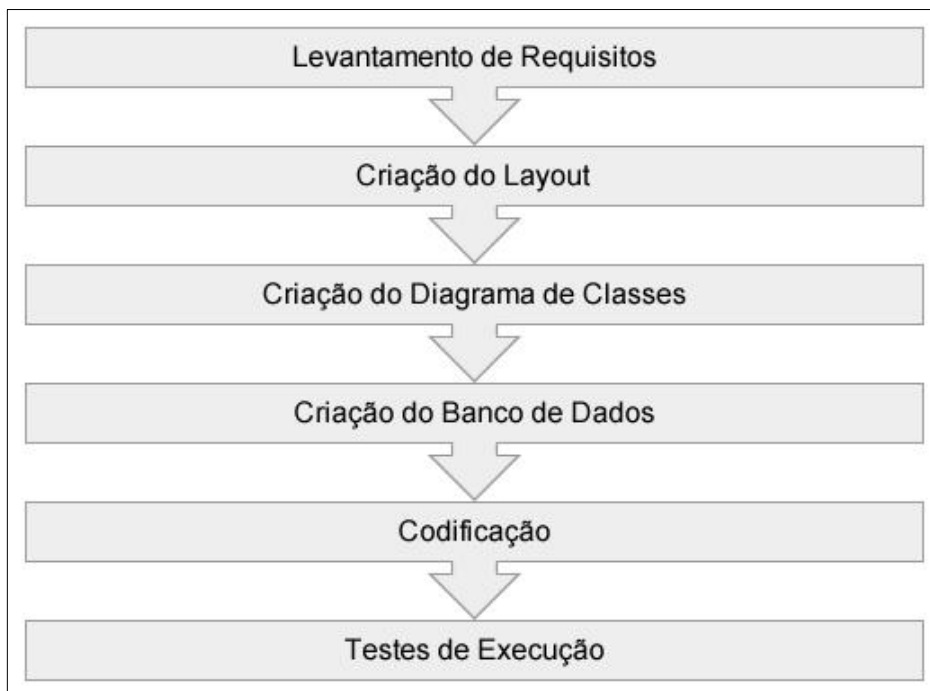 Levantamento de Requisitos
Criação do Layout
Criação do Diagrama de Classes
Criação do Banco de Dados
Codificação
Testes de Execução